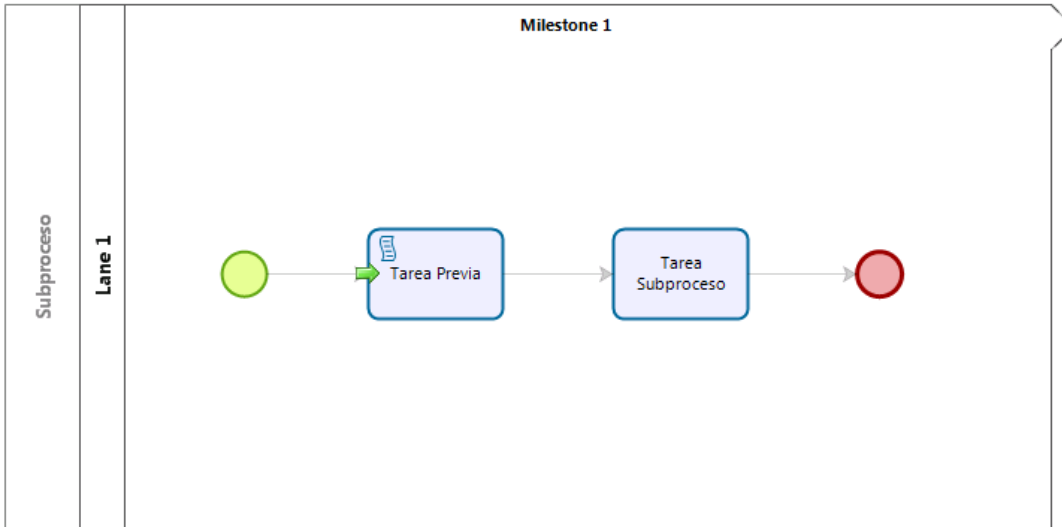 Milestone 1
Subproceso
Lane 1
Tarea Previa
Tarea
Subproceso